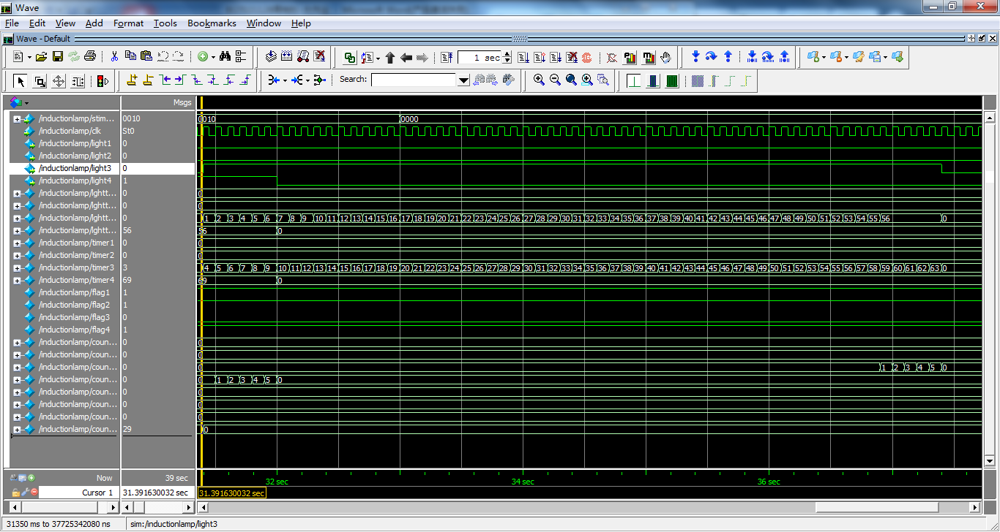 Wave
File Edit View Add Format Tools Bookmarks Window Help
Wave - Default
1 sec
Search:
Msgs
/inductionlamp/stim... 0010 0010 0000
/inductionlamp/clk St0
/inductionlamp/light1 0
/inductionlamp/light2 0
/inductionlamp/light3 0
/inductionlamp/light4 1
/inductionlamp/lghtt... 0 0
/inductionlamp/lghtt... 0 0
/inductionlamp/lghtt... 0 1 2 3 4 5 6 7 8 9 10 11 12 13 14 15 16 17 18 19 20 21 22 23 24 25 26 27 28 29 30 31 32 33 34 35 36 37 38 39 40 41 42 43 44 45 46 47 48 49 50 51 52 53 54 55 56 0
/inductionlamp/lghtt... 56 56 0
/inductionlamp/timer1 0 0
/inductionlamp/timer2 0 0
/inductionlamp/timer3 3 4 5 6 7 8 9 10 11 12 13 14 15 16 17 18 19 20 21 22 23 24 25 26 27 28 29 30 31 32 33 34 35 36 37 38 39 40 41 42 43 44 45 46 47 48 49 50 51 52 53 54 55 56 57 58 59 60 61 62 63 0
/inductionlamp/timer4 69 69 0
/inductionlamp/flag1 1
/inductionlamp/flag2 1
/inductionlamp/flag3 0
/inductionlamp/flag4 1
/inductionlamp/coun... 0 0
/inductionlamp/coun... 0 0
/inductionlamp/coun... 0 0 1 2 3 4 5 0
/inductionlamp/coun... 0 0 1 2 3 4 5 0
/inductionlamp/coun... 0 0
/inductionlamp/coun... 0 0
/inductionlamp/coun... 0 0
/inductionlamp/coun... 29 0
Now 39 sec 32 sec 34 sec 36 sec
Cursor 1 31.391630032 sec 31.391630032 sec
31350 ms to 37725342080 ns sim:/inductionlamp/light3